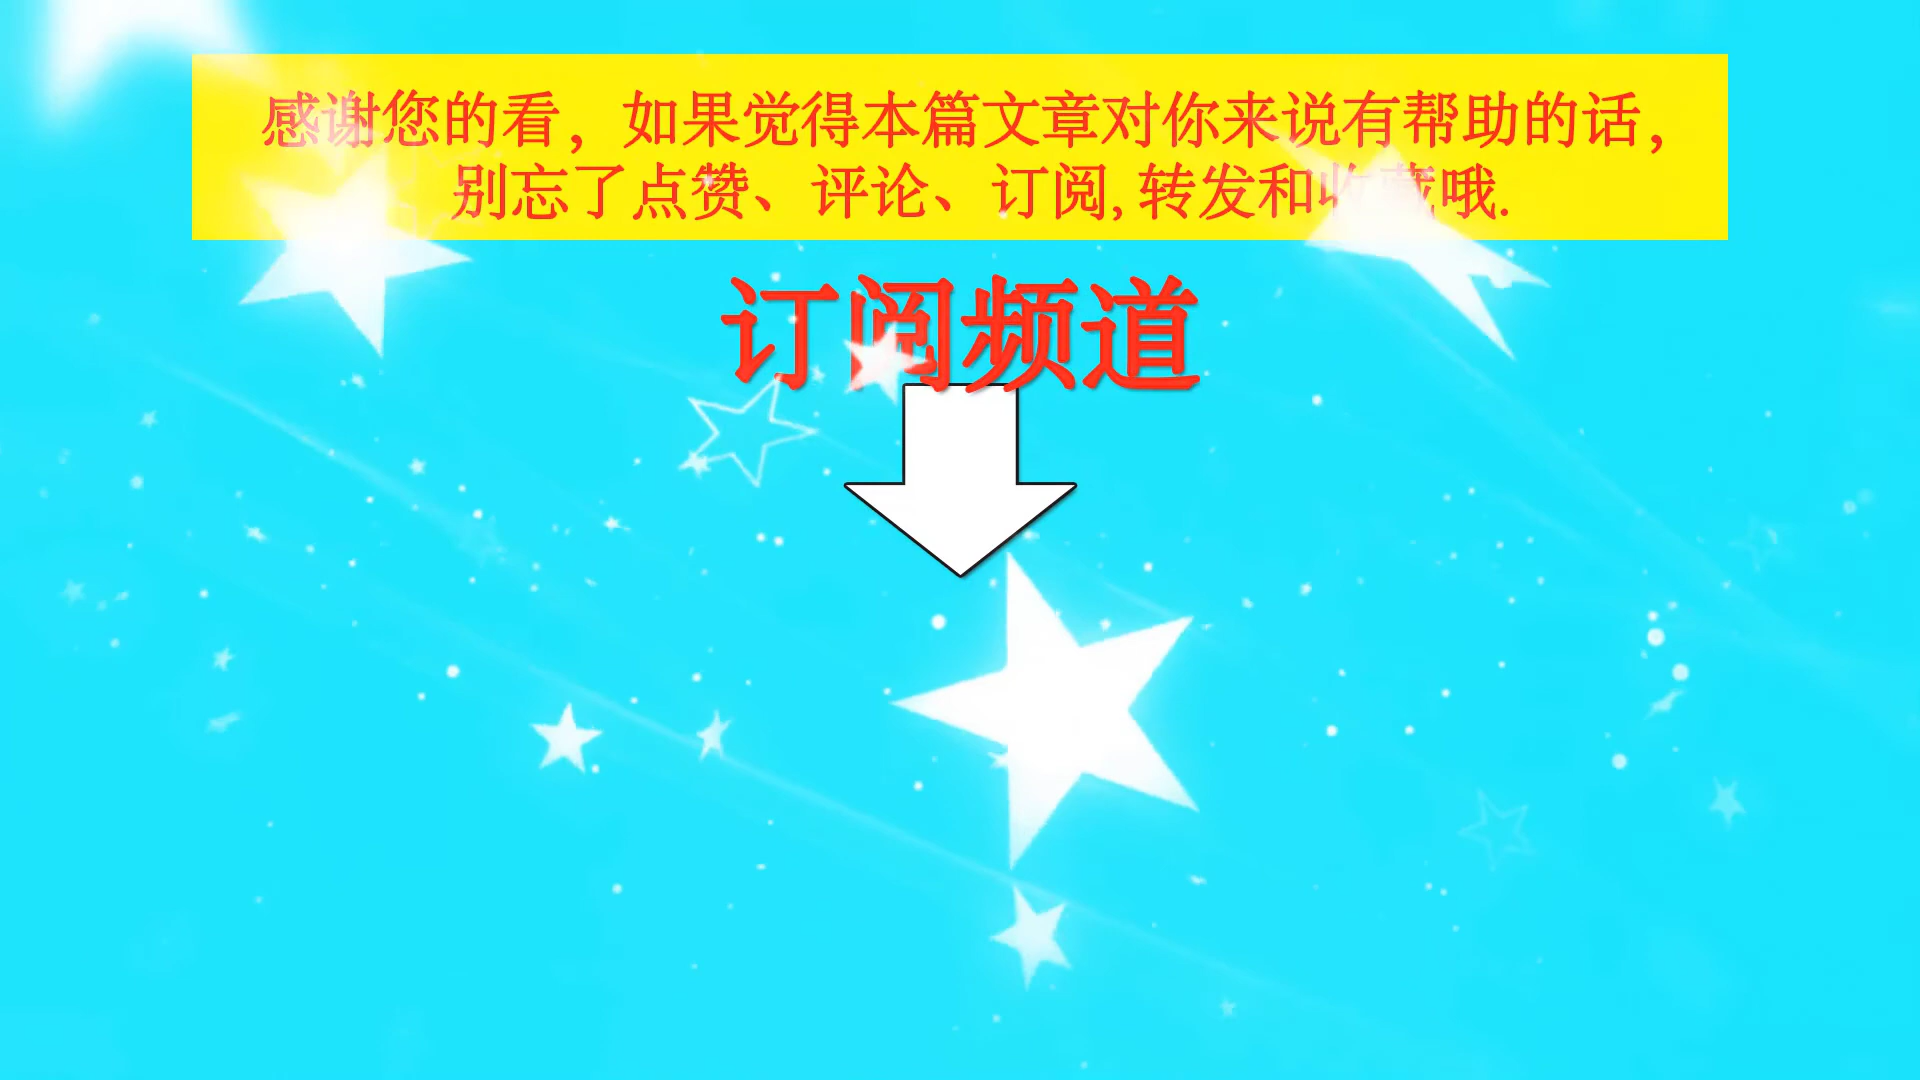 感谢您的看，如果觉得本篇文章对你来说有帮助的话，
别忘了点赞、评论、订阅,转发和收藏哦.
订阅频道